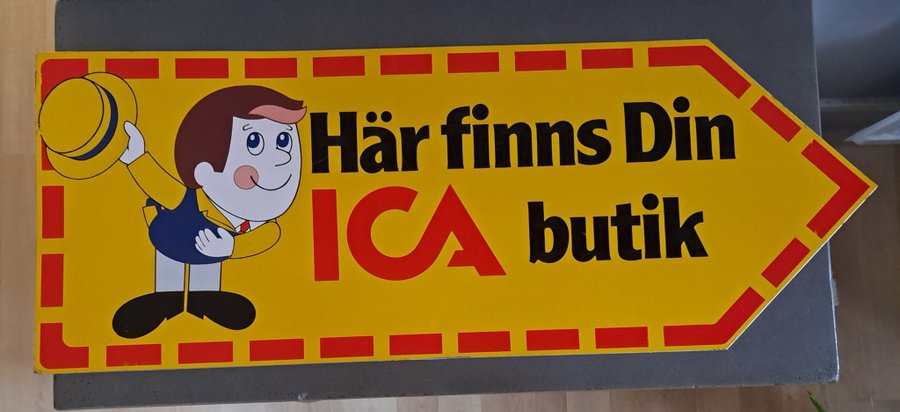 Här finns Din
ICA butik